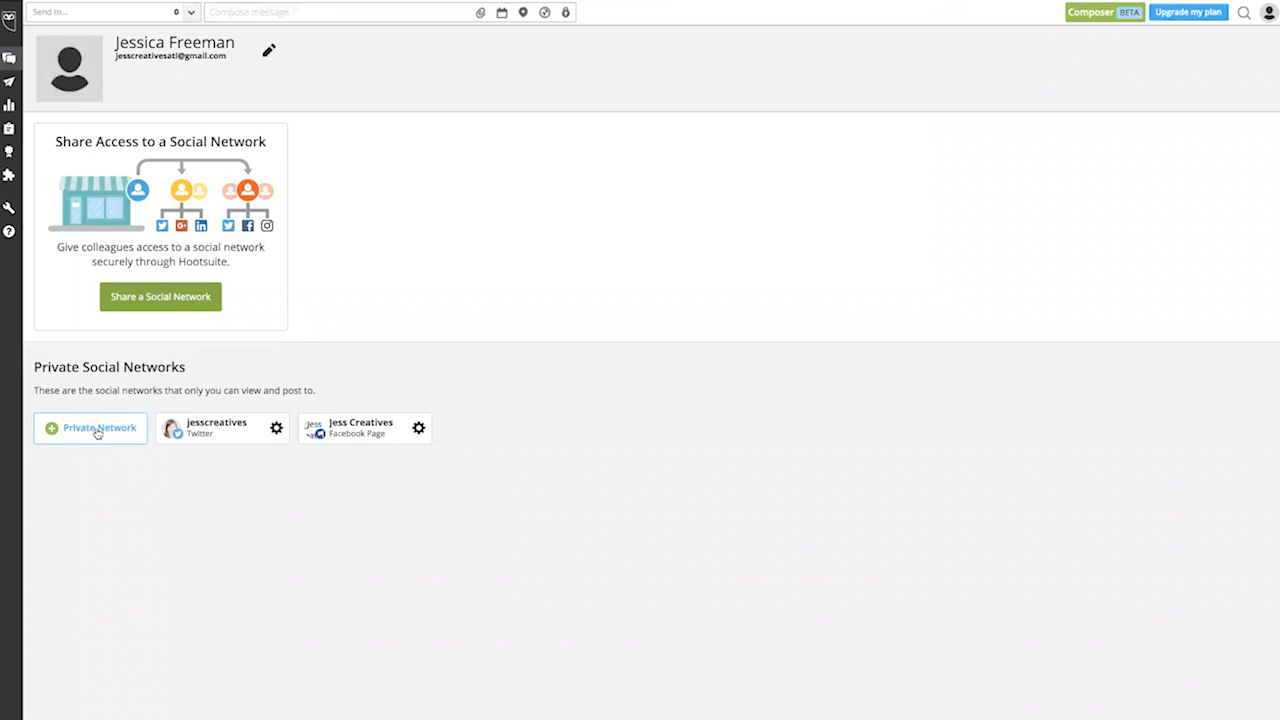 Send to... 0 Compose message... Composer BETA Upgrade my plan
Jessica Freeman
jesscreativesatl@gmail.com
Share Access to a Social Network
Give colleagues access to a social network
securely through Hootsuite.
Share a Social Network
Private Social Networks
These are the social networks that only you can view and post to.
Private Network
jesscreatives
Twitter
Jess Creatives
Facebook Page